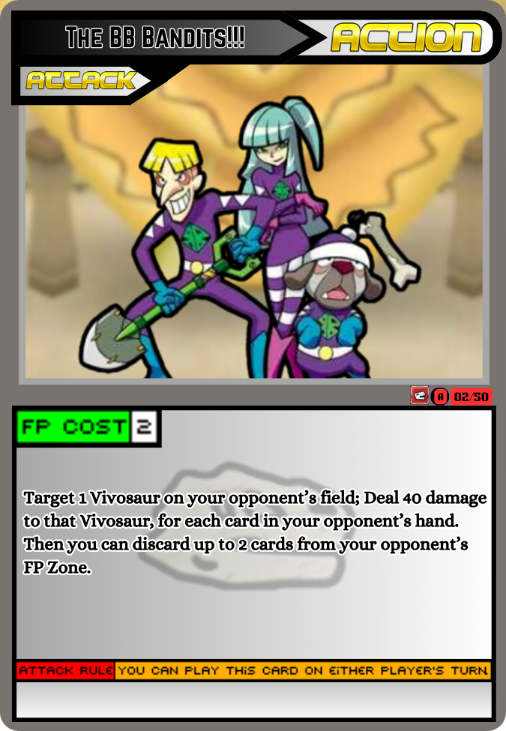 The BB Bandits!!!
ACTION
ATTACK
A 02/50
FP COST 2
Target 1 Vivosaur on your opponent's field; Deal 40 damage
to that Vivosaur, for each card in your opponent's hand.
Then you can discard up to 2 cards from your opponent's
FP Zone.
ATTACK RULE YOU CAN PLAY THIS CARD ON EITHER PLAYER'S TURN.